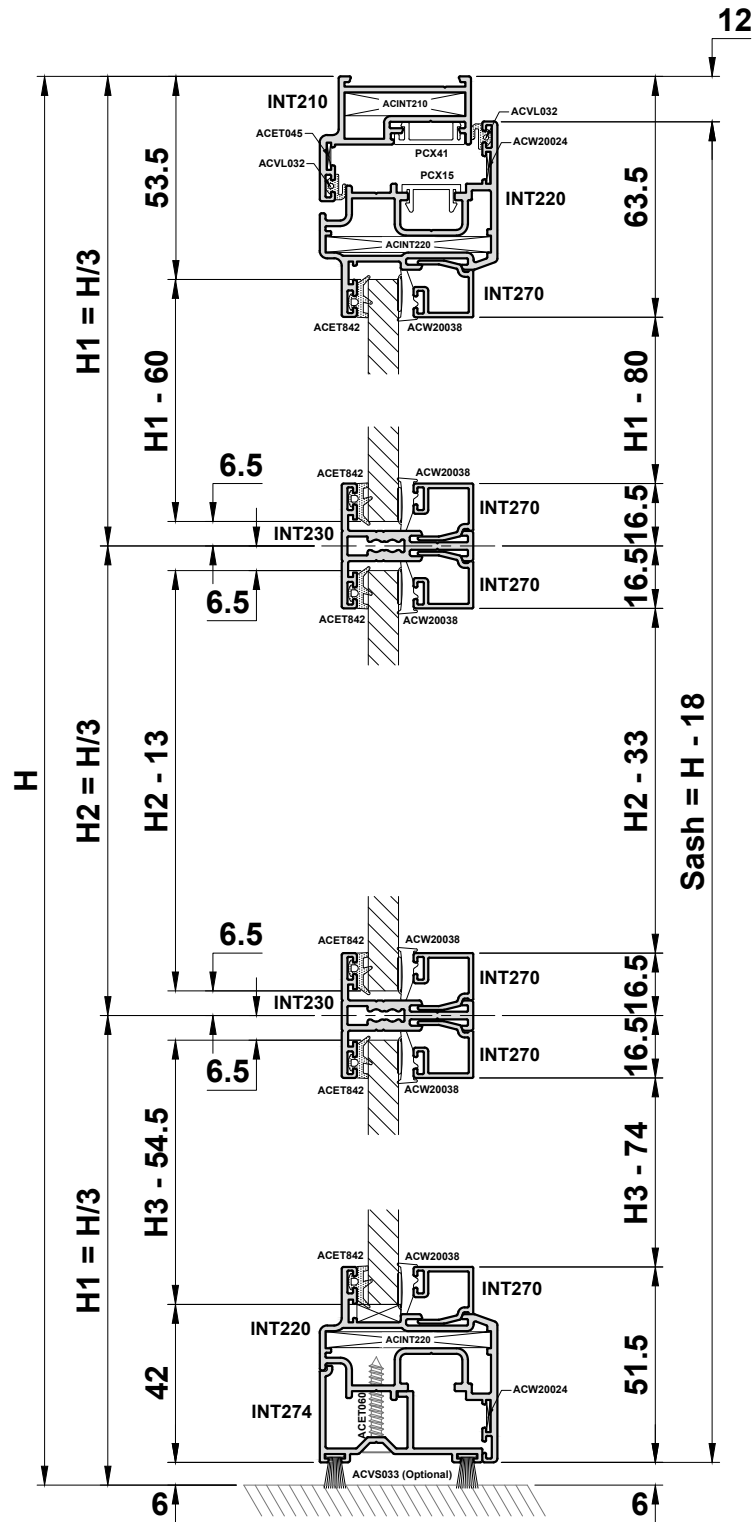 12
INT210
ACINT210
ACVL032
ACET045
PCX41
ACW20024
ACVL032
PCX15
53.5
INT220
63.5
ACINT220
INT270
ACET842
ACW20038
H1 = H/3
H1 - 60
H1 - 80
6.5
ACET842
ACW20038
INT270
16.5
INT230
INT270
16.5
6.5
ACET842
ACW20038
H
H2 = H/3
H2 - 13
H2 - 33
Sash = H - 18
6.5
ACET842
ACW20038
INT270
16.5
INT230
INT270
16.5
6.5
ACET842
ACW20038
H1 = H/3
H3 - 54.5
H3 - 74
ACET842
ACW20038
INT270
INT220
ACINT220
42
51.5
INT274
ACET060
ACW20024
ACVS033 (Optional)
6
6